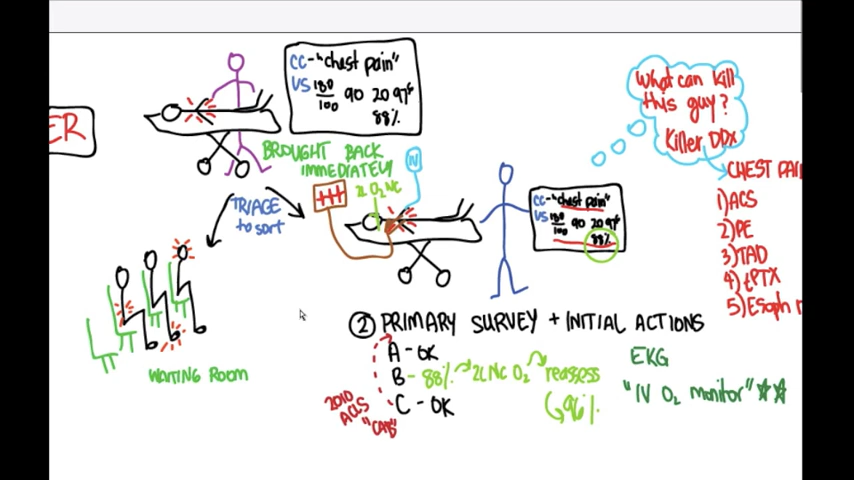 ER
CC-"chest pain"
VS 180/100 90 20 97⁶
88%
BROUGHT BACK
IMMEDIATELY
IV
2L O₂ NC
TRIAGE
to sort
WAITING ROOM
CC-"chest pain"
VS 180/100 90 20 97⁶
88%
What can kill
this guy?
Killer DDx
CHEST PAI
1) ACS
2) PE
3) TAD
4) tPTX
5) Esoph r
② PRIMARY SURVEY + INITIAL ACTIONS
A - OK
B - 88% 2L NC O₂ reassess
96%
C - OK
2010
ACLS
"CAB"
EKG
"IV O₂ monitor"